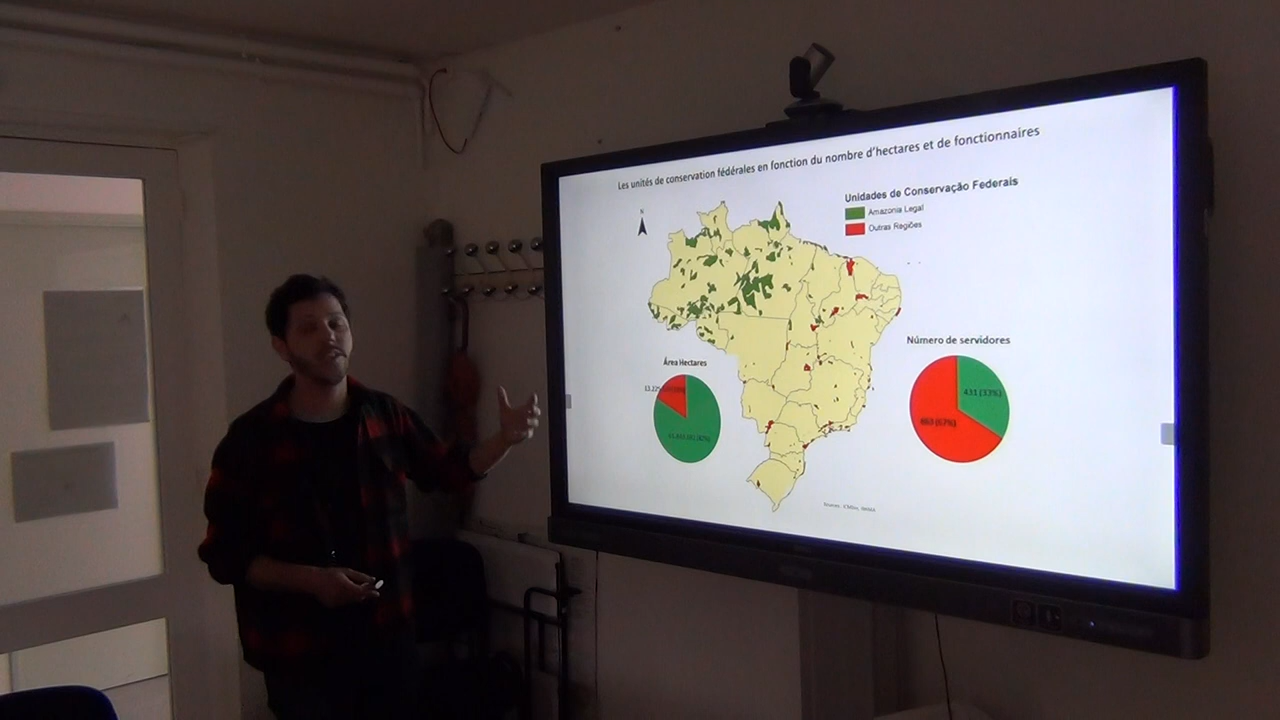 Les unités de conservation fédérales en fonction du nombre d'hectares et de fonctionnaires
N
Unidades de Conservação Federais
Amazonia Legal
Outras Regiões
Número de servidores
431 (33%)
(67%)
Área Hectares